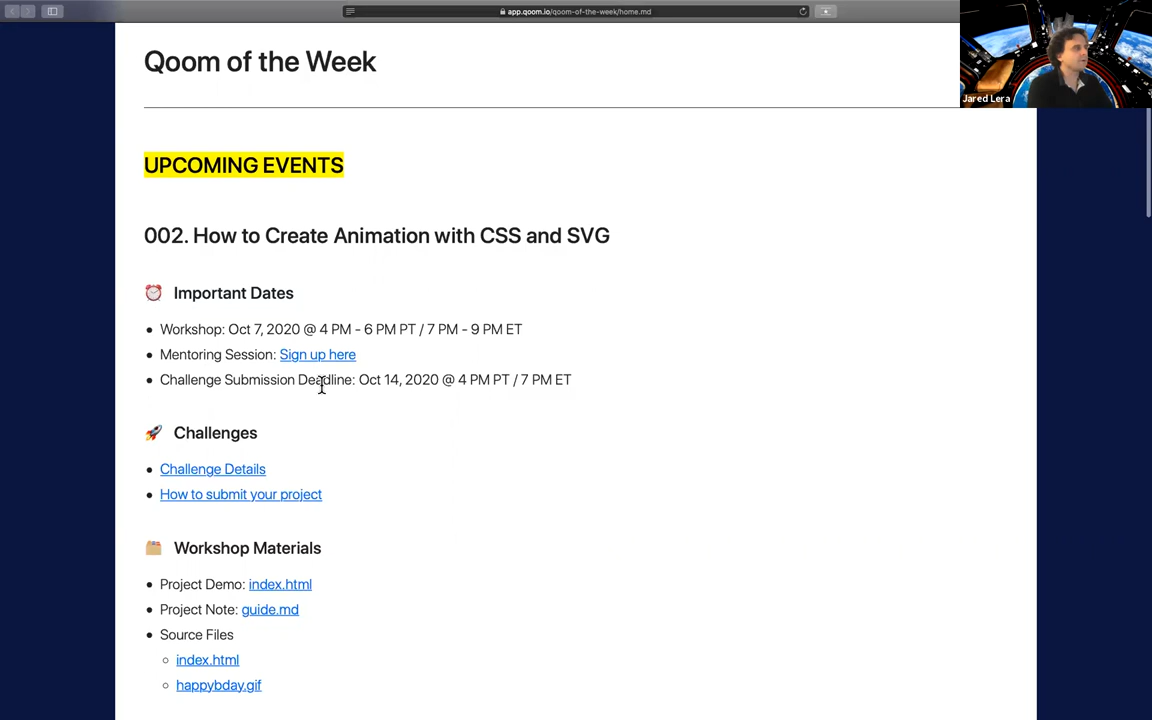 app.qoom.io/qoom-of-the-week/home.md
Jared Lera
Qoom of the Week
UPCOMING EVENTS
002. How to Create Animation with CSS and SVG
Important Dates
Workshop: Oct 7, 2020 @ 4 PM - 6 PM PT / 7 PM - 9 PM ET
Mentoring Session: Sign up here
Challenge Submission Deadline: Oct 14, 2020 @ 4 PM PT / 7 PM ET
Challenges
Challenge Details
How to submit your project
Workshop Materials
Project Demo: index.html
Project Note: guide.md
Source Files
index.html
happybday.gif